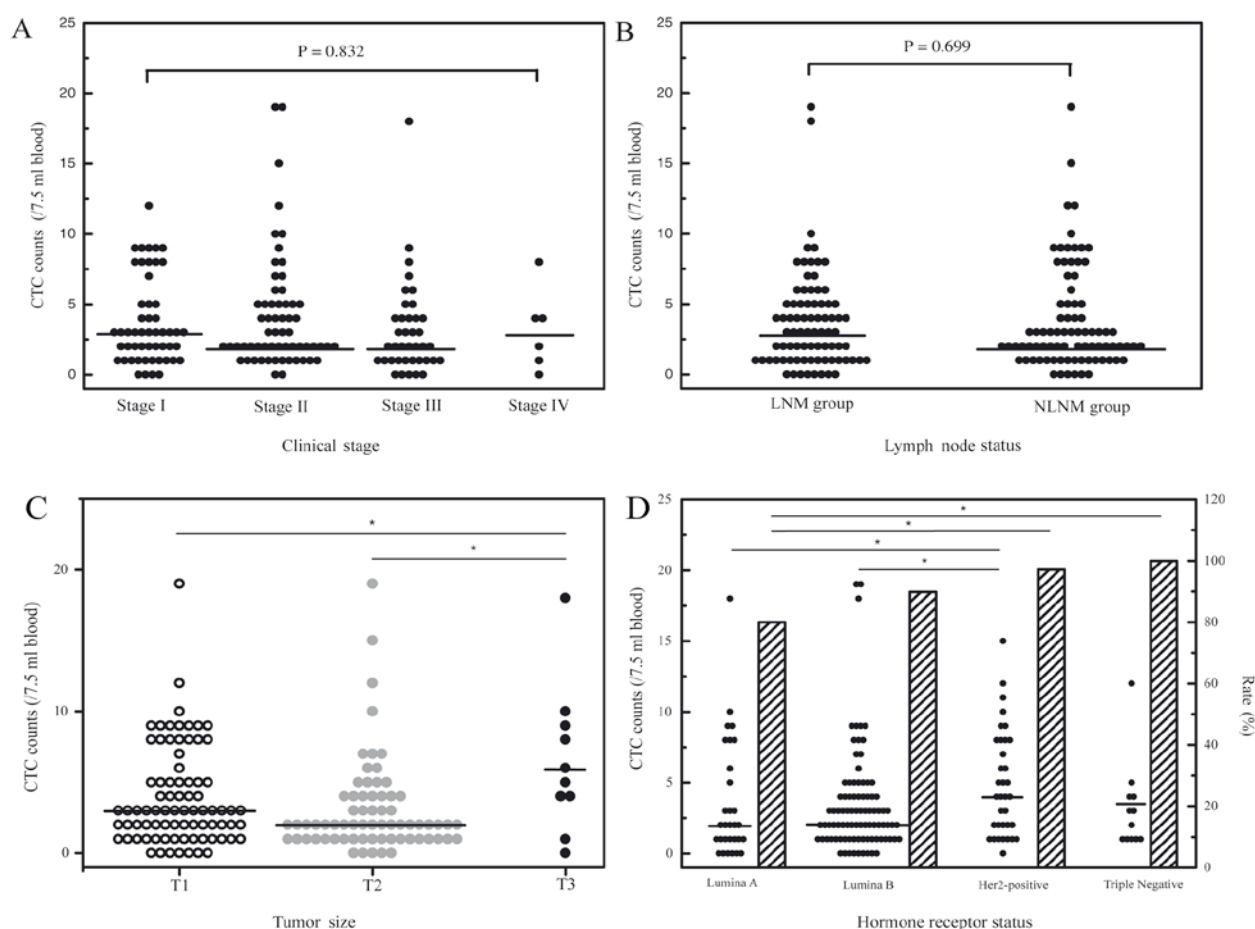 A
25
20
15
10
5
0
CTC counts (/7.5 ml blood)
P = 0.832
Stage I
Stage II
Stage III
Stage IV
Clinical stage
B
25
20
15
10
5
0
CTC counts (/7.5 ml blood)
P = 0.699
LNM group
NLNM group
Lymph node status
C
20
10
0
CTC counts (/7.5 ml blood)
*
*
T1
T2
T3
Tumor size
D
25
20
15
10
5
0
CTC counts (/7.5 ml blood)
*
*
*
*
120
100
80
60
40
20
0
Rate (%)
Lumina A
Lumina B
Her2-positive
Triple Negative
Hormone receptor status